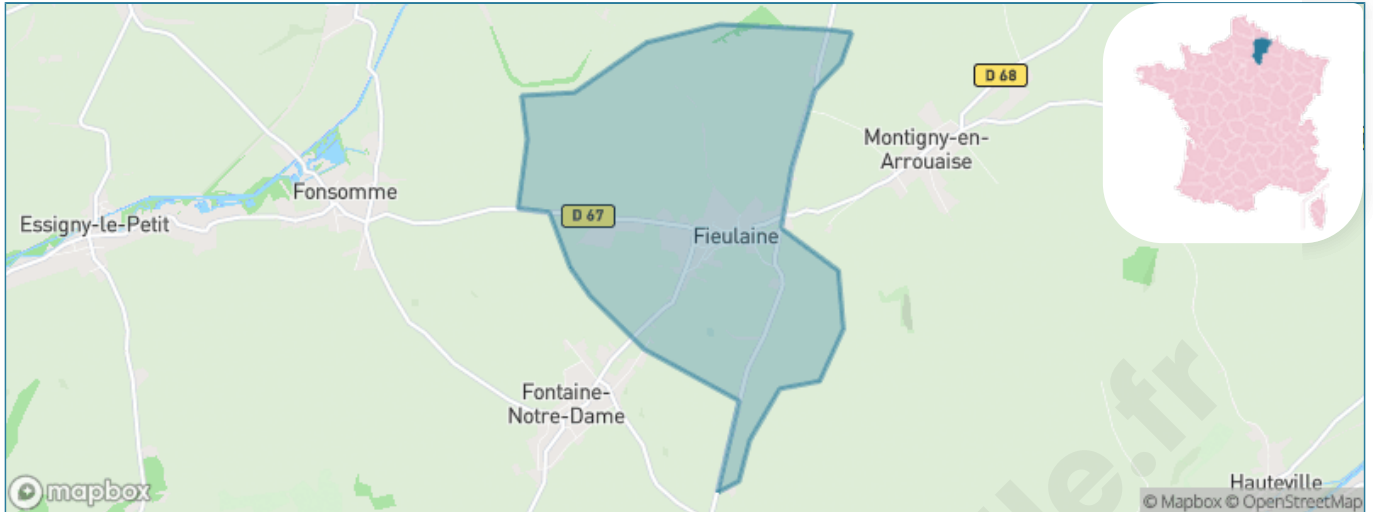 D 68
Montigny-en-
Arrouaise
Fonsomme
D 67
Essigny-le-Petit
Fieulaine
Fontaine-
Notre-Dame
Hauteville
mapbox
© Mapbox © OpenStreetMap